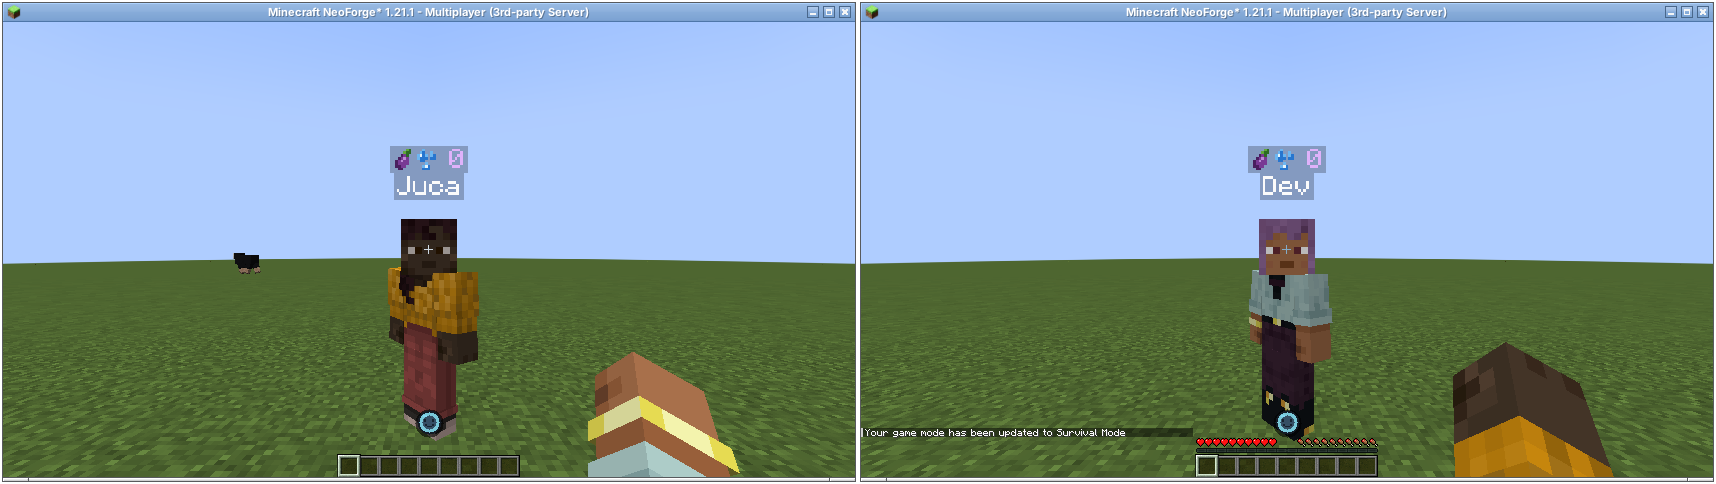 Minecraft NeoForge* 1.21.1 - Multiplayer (3rd-party Server)
0
Juca
Minecraft NeoForge* 1.21.1 - Multiplayer (3rd-party Server)
0
Dev
Your game mode has been updated to Survival Mode